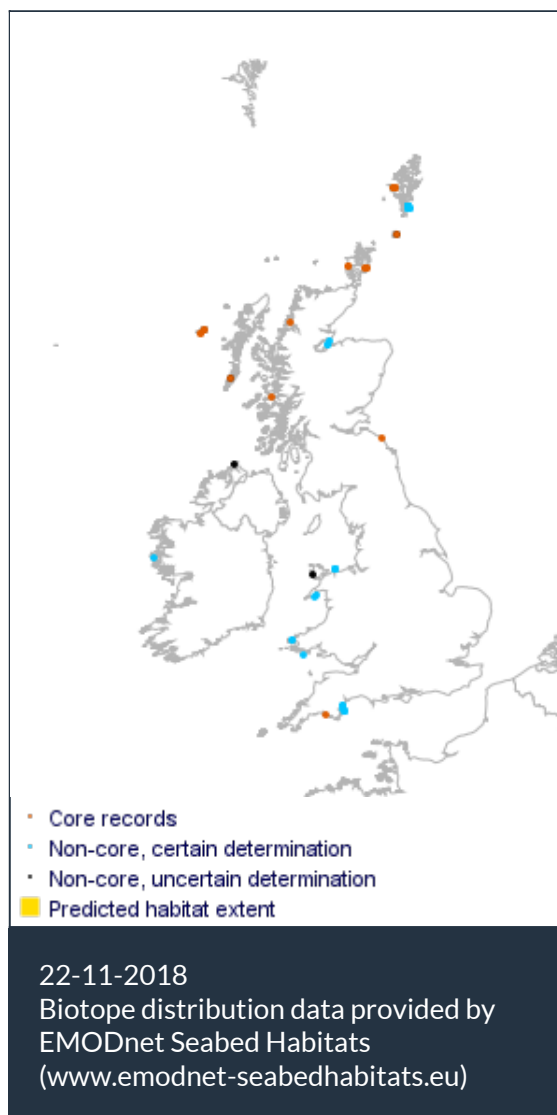 Core records
Non-core, certain determination
Non-core, uncertain determination
Predicted habitat extent
22-11-2018
Biotope distribution data provided by
EMODnet Seabed Habitats
(www.emodnet-seabedhabitats.eu)